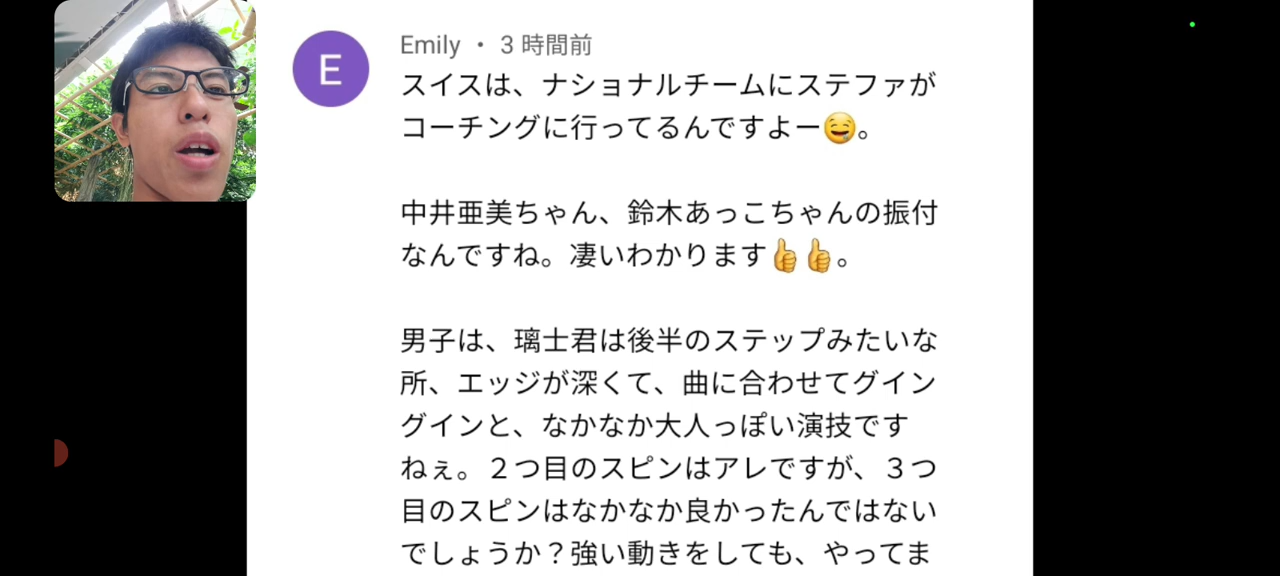 E
Emily ・ 3 時間前
スイスは、ナショナルチームにステファが
コーチングに行ってるんですよー🤤。
中井亜美ちゃん、鈴木あっこちゃんの振付
なんですね。凄いわかります👍👍。
男子は、璃士君は後半のステップみたいな
所、エッジが深くて、曲に合わせてグイン
グインと、なかなか大人っぽい演技です
ねぇ。２つ目のスピンはアレですが、３つ
目のスピンはなかなか良かったんではない
でしょうか？強い動きをしても、やってま